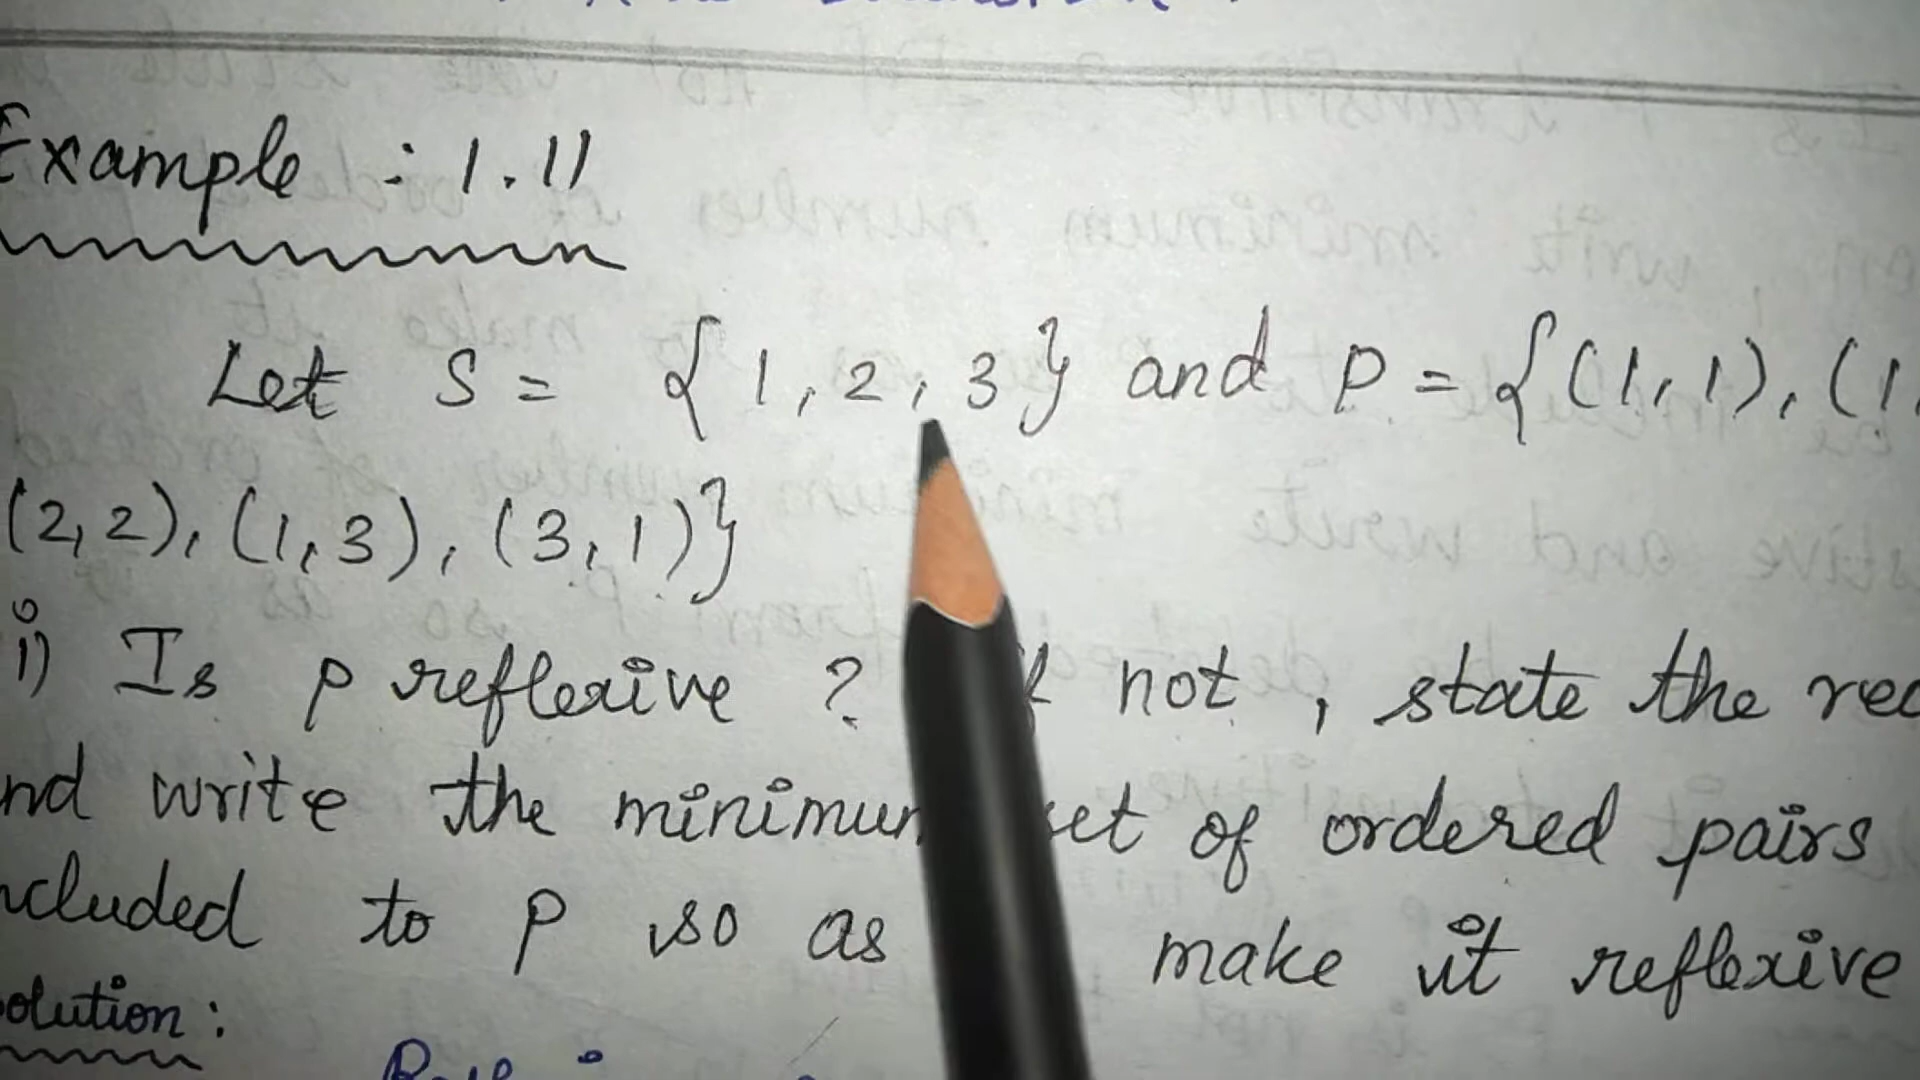 Example : 1.11
Let S = {1, 2, 3} and ρ = {(1,1), (1,
(2,2), (1,3), (3,1)}
i) Is ρ reflexive ? If not, state the rea
nd write the minimum set of ordered pairs
ncluded to ρ so as make it reflexive
olution: